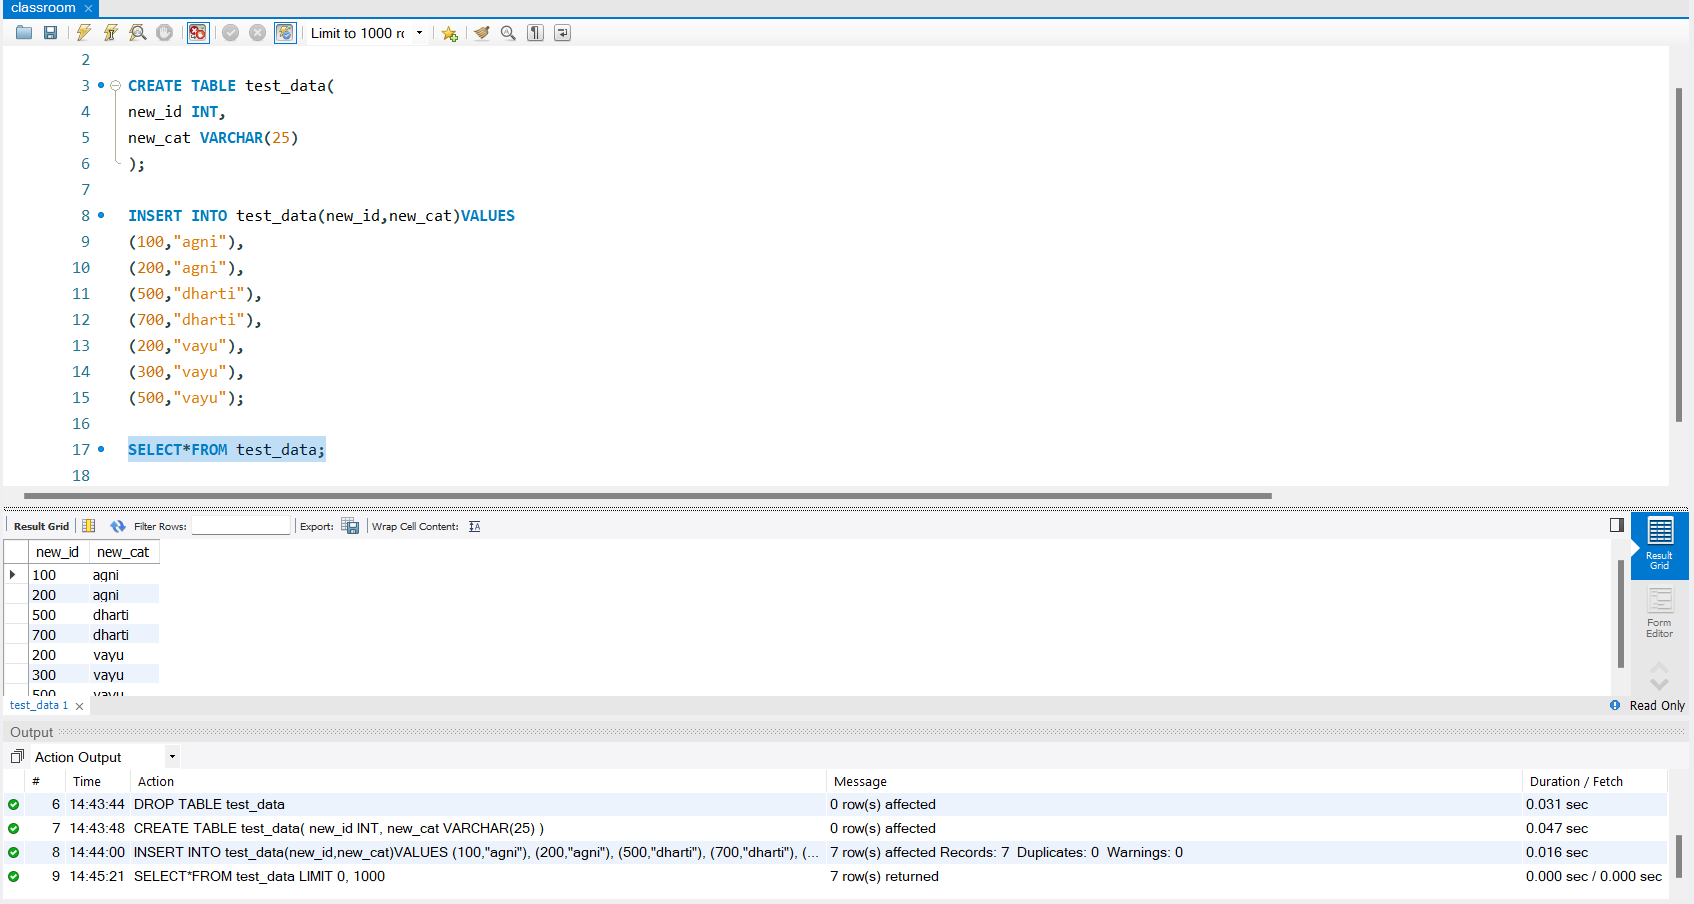 classroom ×
Limit to 1000 rc
2
3 CREATE TABLE test_data(
4 new_id INT,
5 new_cat VARCHAR(25)
6 );
7
8 INSERT INTO test_data(new_id,new_cat)VALUES
9 (100,"agni"),
10 (200,"agni"),
11 (500,"dharti"),
12 (700,"dharti"),
13 (200,"vayu"),
14 (300,"vayu"),
15 (500,"vayu");
16
17 SELECT*FROM test_data;
18
Result Grid Filter Rows: Export: Wrap Cell Content:
new_id new_cat
100 agni
200 agni
500 dharti
700 dharti
200 vayu
300 vayu
500 vayu
Result Grid
Form Editor
test_data 1 ×
Read Only
Output
Action Output
# Time Action Message Duration / Fetch
6 14:43:44 DROP TABLE test_data 0 row(s) affected 0.031 sec
7 14:43:48 CREATE TABLE test_data( new_id INT, new_cat VARCHAR(25) ) 0 row(s) affected 0.047 sec
8 14:44:00 INSERT INTO test_data(new_id,new_cat)VALUES (100,"agni"), (200,"agni"), (500,"dharti"), (700,"dharti"), (... 7 row(s) affected Records: 7 Duplicates: 0 Warnings: 0 0.016 sec
9 14:45:21 SELECT*FROM test_data LIMIT 0, 1000 7 row(s) returned 0.000 sec / 0.000 sec